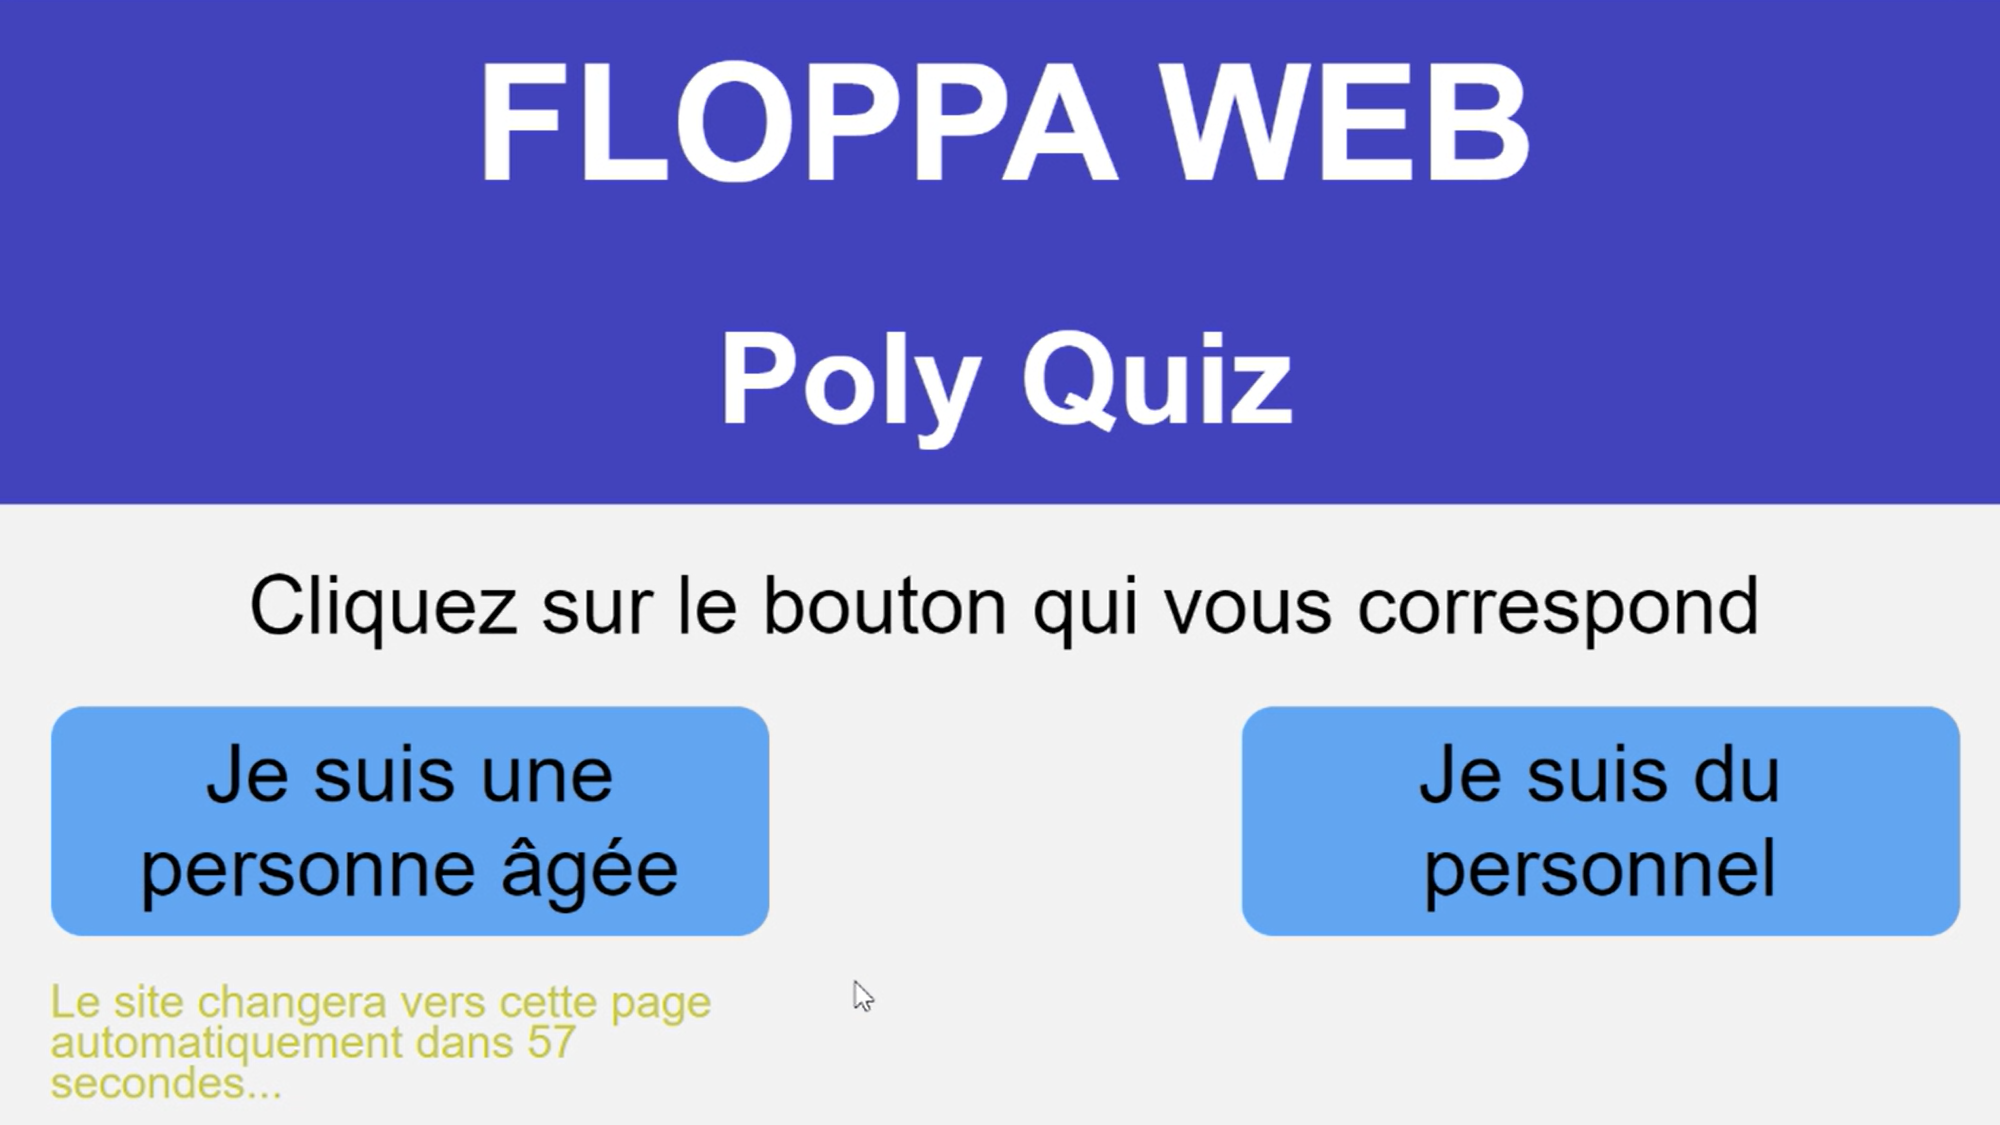 FLOPPA WEB
Poly Quiz
Cliquez sur le bouton qui vous correspond
Je suis une
personne âgée
Je suis du
personnel
Le site changera vers cette page
automatiquement dans 57
secondes...